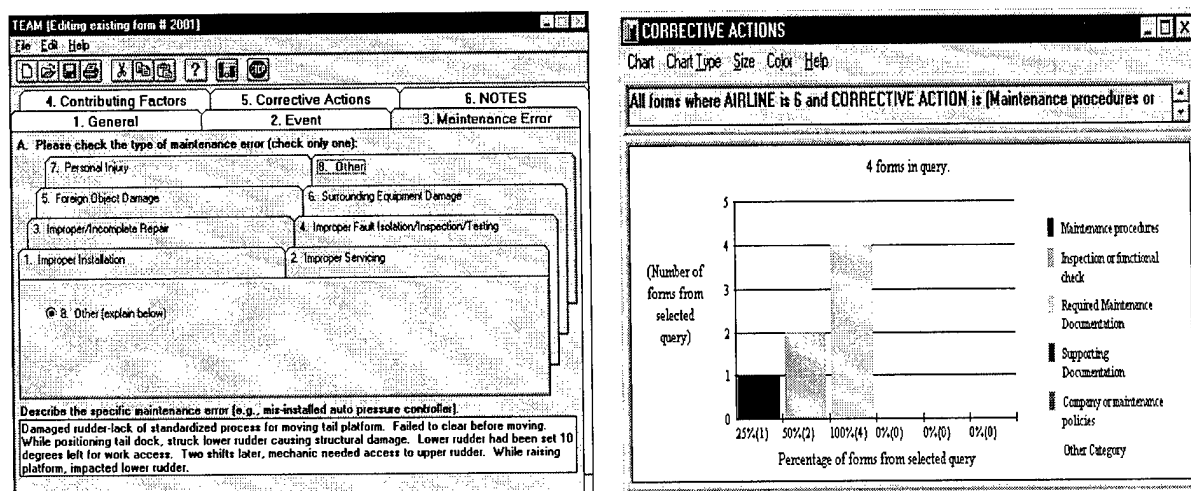 TEAM [Editing existing form # 2001]
File Edit Help
?
STOP
4. Contributing Factors
5. Corrective Actions
6. NOTES
1. General
2. Event
3. Maintenance Error
A. Please check the type of maintenance error (check only one):
7. Personal Injury
8. Other
5. Foreign Object Damage
6. Surrounding Equipment Damage
3. Improper/Incomplete Repair
4. Improper Fault Isolation/Inspection/Testing
1. Improper Installation
2. Improper Servicing
8. Other (explain below)
Describe the specific maintenance error (e.g., mis-installed auto pressure controller).
Damaged rudder-lack of standardized process for moving tail platform. Failed to clear before moving.
While positioning tail dock, struck lower rudder causing structural damage. Lower rudder had been set 10
degrees left for work access. Two shifts later, mechanic needed access to upper rudder. While raising
platform, impacted lower rudder.
CORRECTIVE ACTIONS
Chart Chart Type Size Color Help
All forms where AIRLINE is 6 and CORRECTIVE ACTION is (Maintenance procedures or
4 forms in query.
(Number of
forms from
selected
query)
5
4
3
2
1
0
25%(1) 50%(2) 100%(4) 0%(0) 0%(0) 0%(0)
Percentage of forms from selected query
Maintenance procedures
Inspection or functional
check
Required Maintenance
Documentation
Supporting
Documentation
Company or maintenance
policies
Other Category